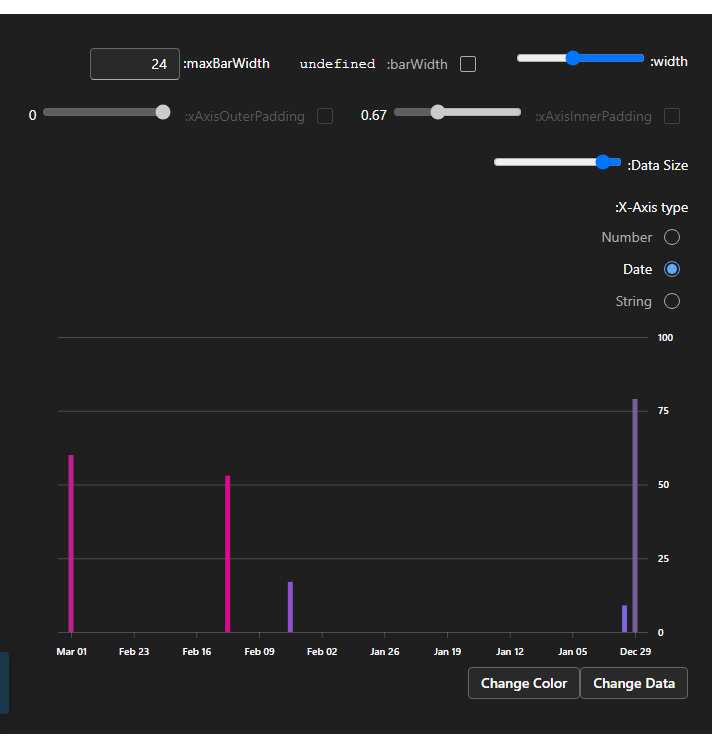 width:
barWidth: undefined
maxBarWidth: 24
xAxisInnerPadding: 0.67
xAxisOuterPadding: 0
Data Size:
X-Axis type:
Number
Date
String
100
75
50
25
0
Mar 01 Feb 23 Feb 16 Feb 09 Feb 02 Jan 26 Jan 19 Jan 12 Jan 05 Dec 29
Change Color Change Data